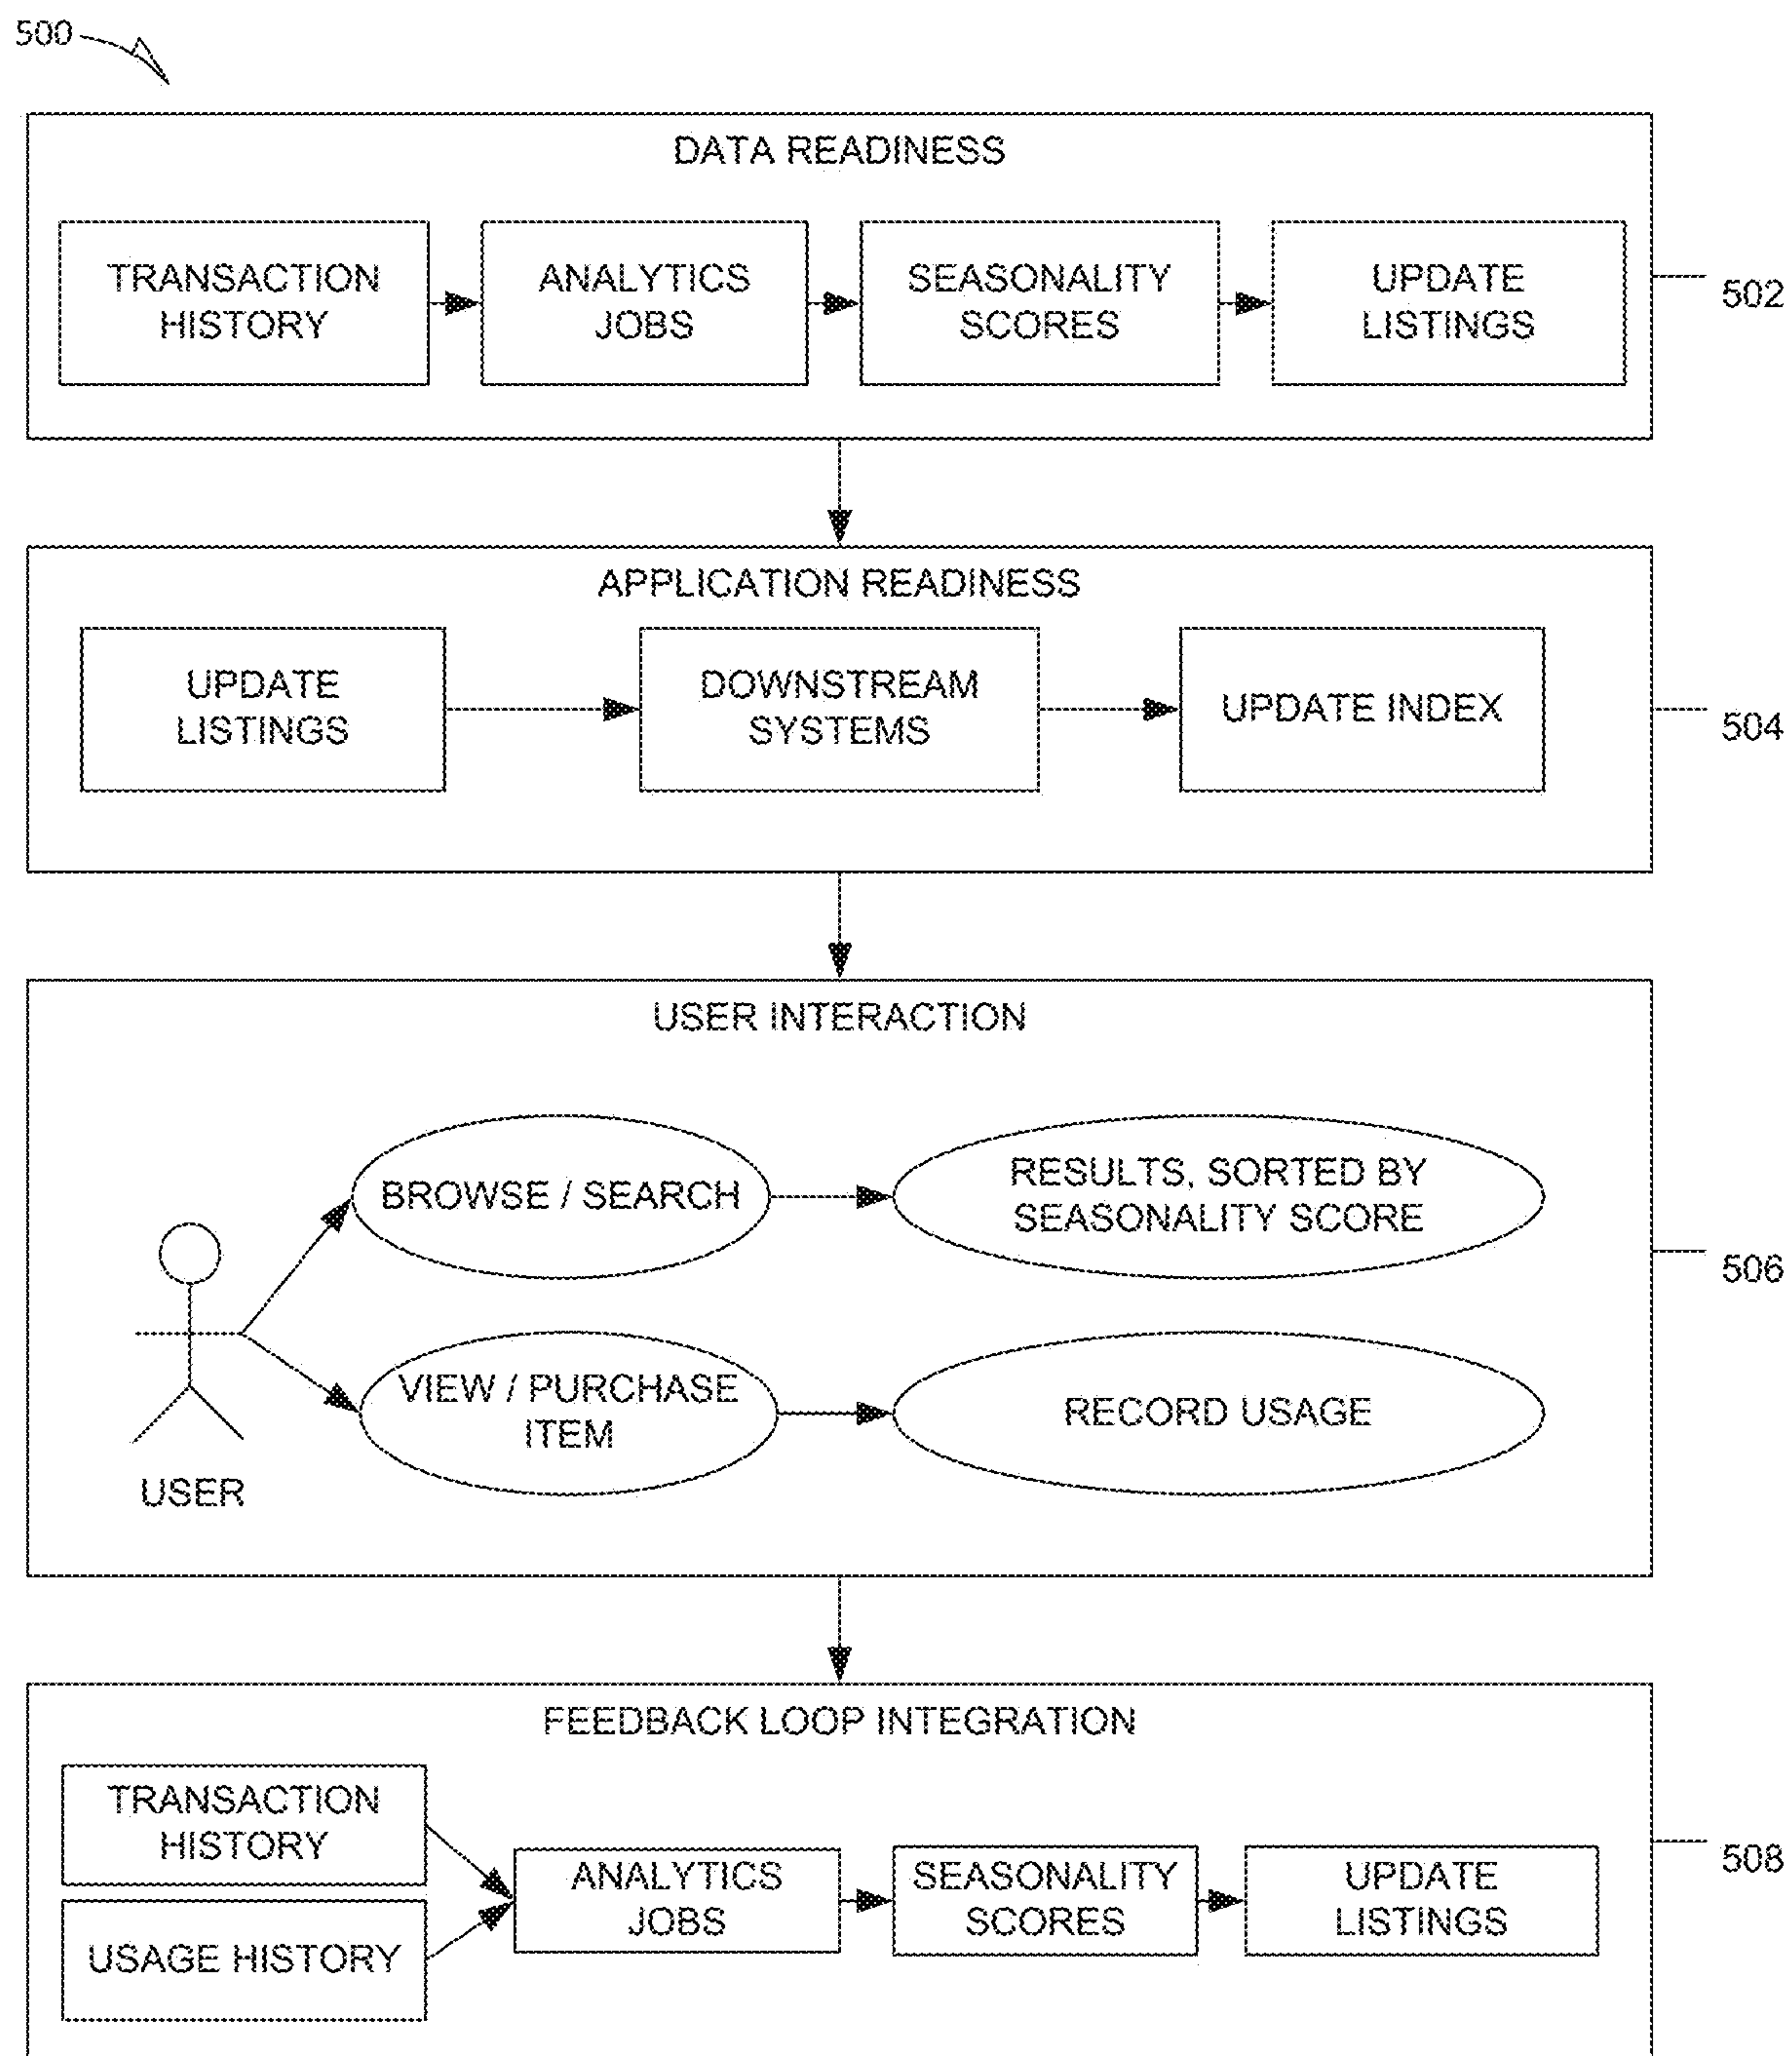 500
DATA READINESS
TRANSACTION
HISTORY
ANALYTICS
JOBS
SEASONALITY
SCORES
UPDATE
LISTINGS
502
APPLICATION READINESS
UPDATE
LISTINGS
DOWNSTREAM
SYSTEMS
UPDATE INDEX
504
USER INTERACTION
BROWSE / SEARCH
RESULTS, SORTED BY
SEASONALITY SCORE
506
VIEW / PURCHASE
ITEM
RECORD USAGE
USER
FEEDBACK LOOP INTEGRATION
TRANSACTION
HISTORY
USAGE HISTORY
ANALYTICS
JOBS
SEASONALITY
SCORES
UPDATE
LISTINGS
508